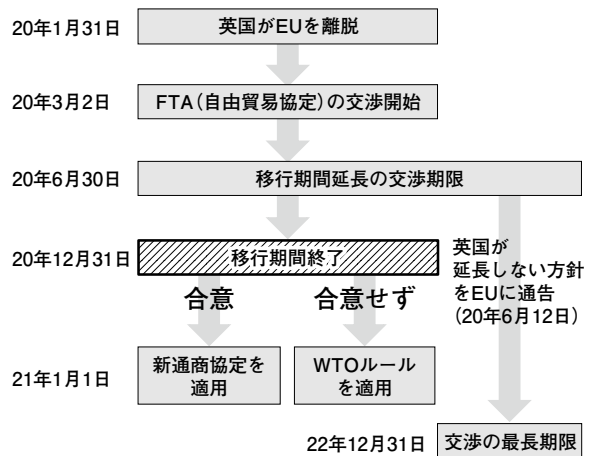 20年1月31日
英国がEUを離脱
20年3月2日
FTA(自由貿易協定)の交渉開始
20年6月30日
移行期間延長の交渉期限
20年12月31日
移行期間終了
英国が
延長しない方針
をEUに通告
(20年6月12日)
合意
合意せず
21年1月1日
新通商協定を
適用
WTOルール
を適用
22年12月31日
交渉の最長期限